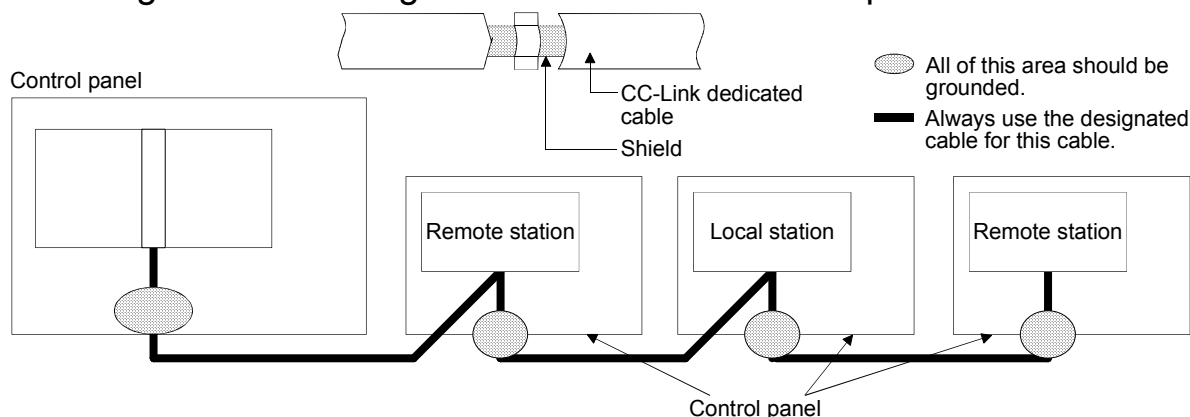 CC-Link dedicated
cable
Shield
All of this area should be
grounded.
Always use the designated
cable for this cable.
Control panel
Remote station
Local station
Remote station
Control panel